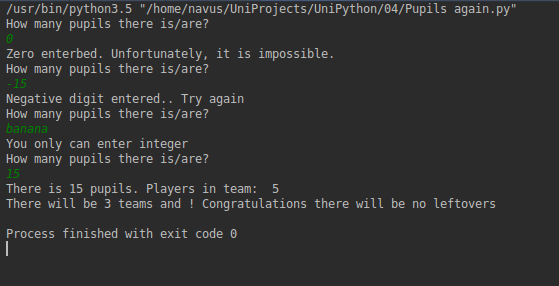 /usr/bin/python3.5 "/home/navus/UniProjects/UniPython/04/Pupils again.py"
How many pupils there is/are?
0
Zero enterbed. Unfortunately, it is impossible.
How many pupils there is/are?
-15
Negative digit entered.. Try again
How many pupils there is/are?
banana
You only can enter integer
How many pupils there is/are?
15
There is 15 pupils. Players in team:  5
There will be 3 teams and ! Congratulations there will be no leftovers
Process finished with exit code 0